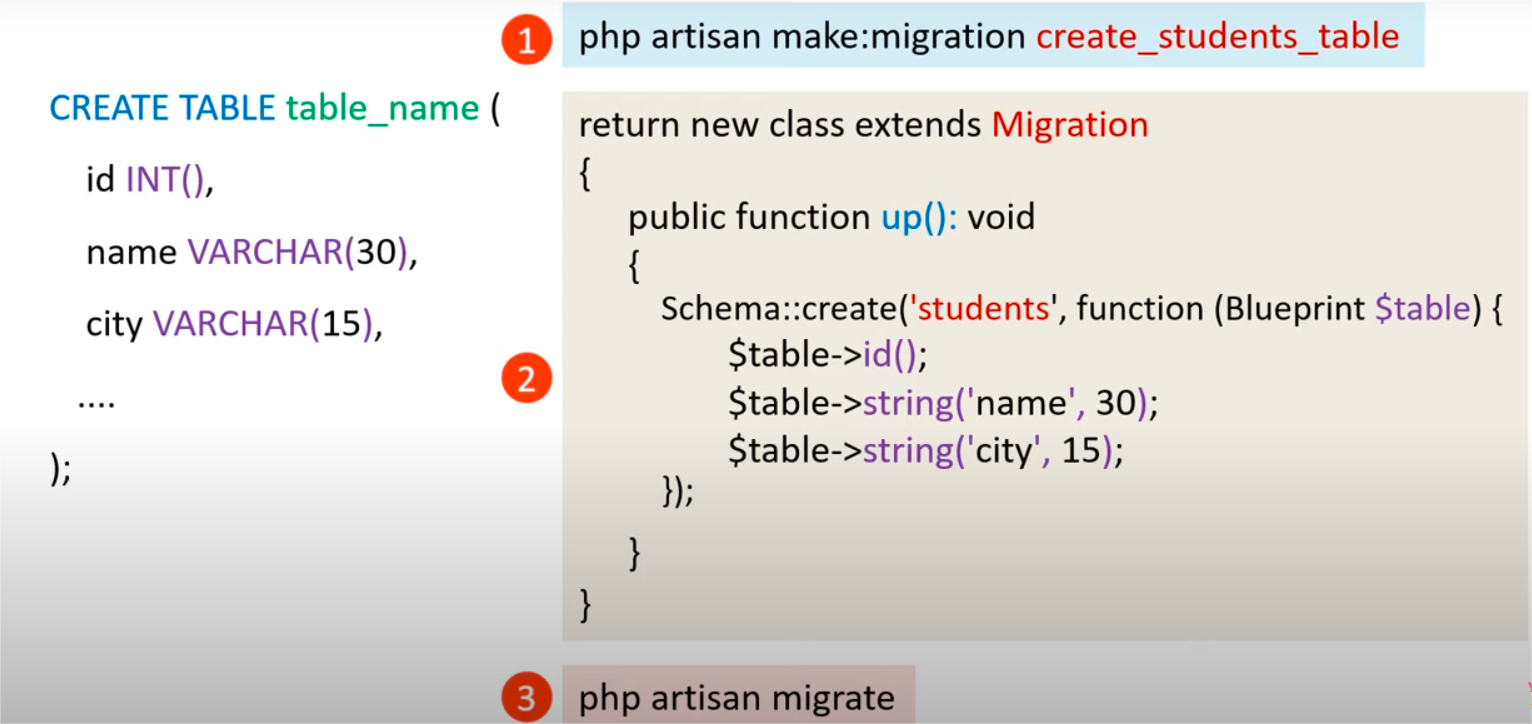 1 php artisan make:migration create_students_table
CREATE TABLE table_name (
id INT(),
name VARCHAR(30),
city VARCHAR(15),
....
);
2
return new class extends Migration
{
public function up(): void
{
Schema::create('students', function (Blueprint $table) {
$table->id();
$table->string('name', 30);
$table->string('city', 15);
});
}
}
3 php artisan migrate